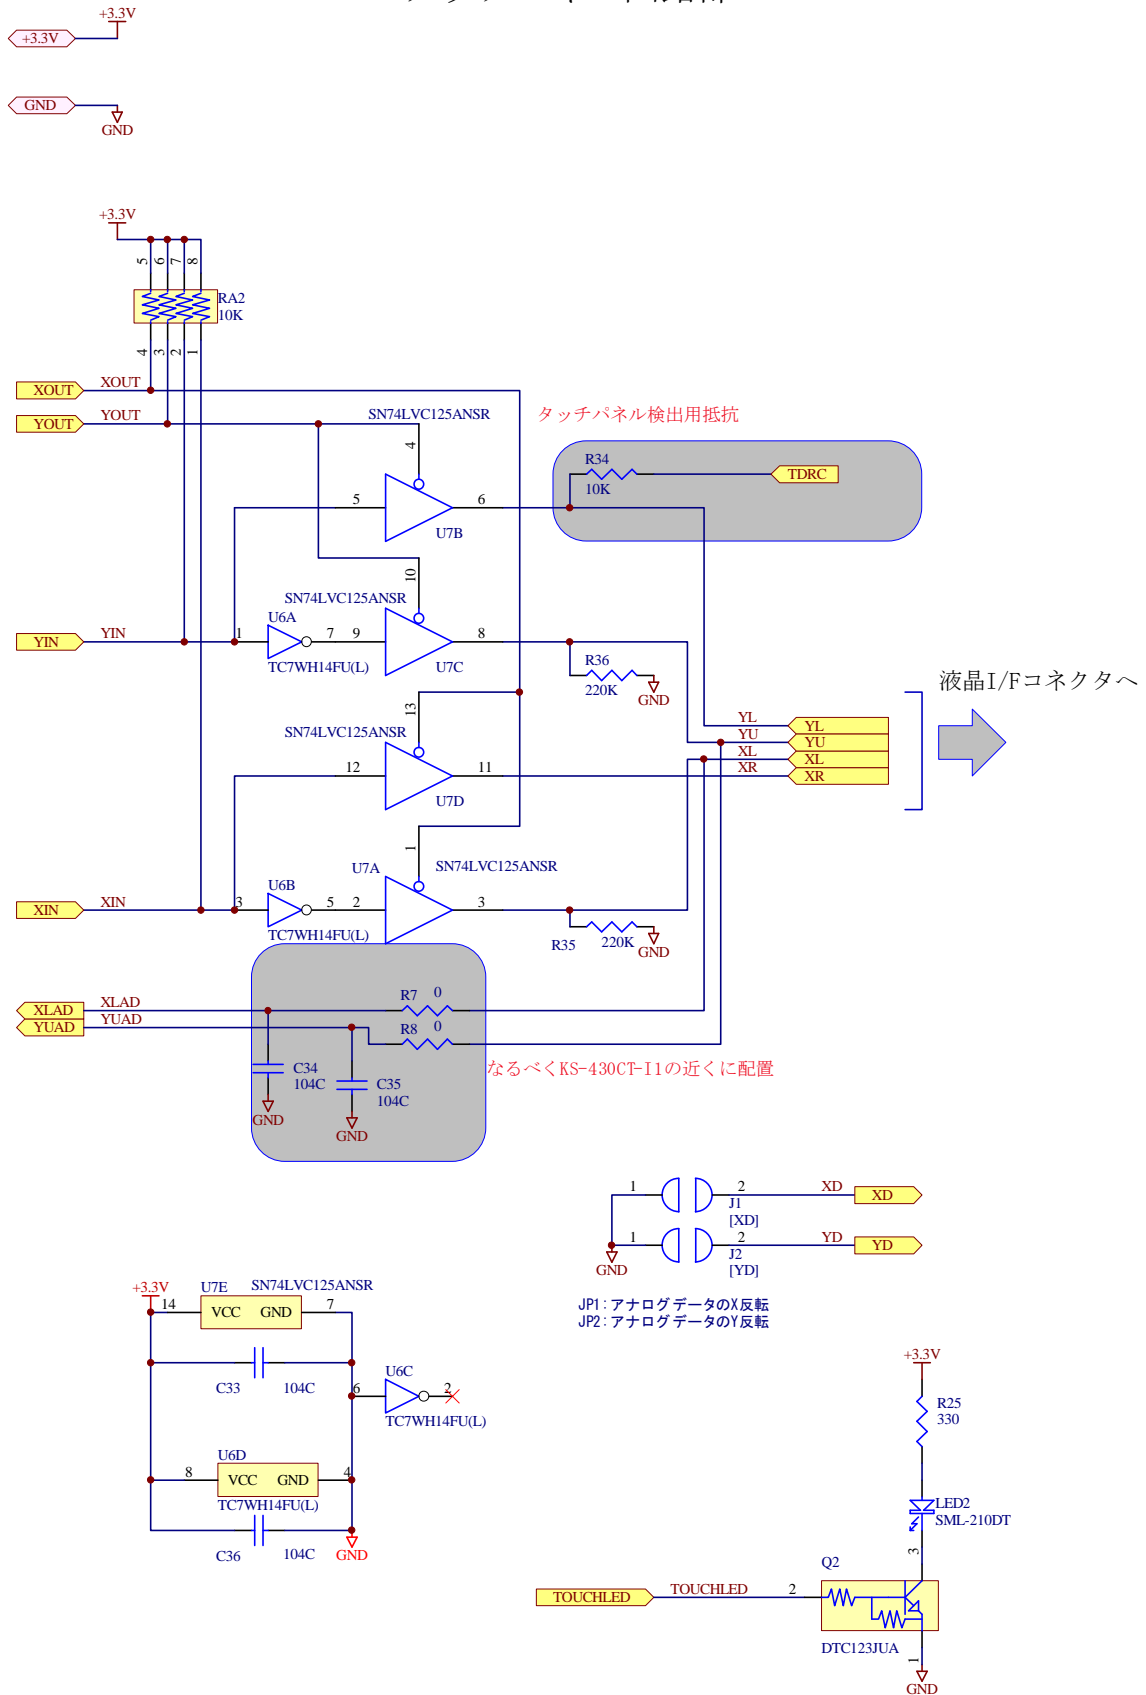 +3.3V
+3.3V
GND
GND
+3.3V
5
6
7
8
RA2
10K
4
3
2
1
XOUT
XOUT
YOUT
YOUT
SN74LVC125ANSR
4
5
6
U7B
タッチパネル検出用抵抗
R34
10K
TDRC
10
SN74LVC125ANSR
U6A
YIN
YIN
1
7
9
8
TC7WH14FU(L)
U7C
R36
220K
GND
液晶I/Fコネクタへ
13
SN74LVC125ANSR
12
11
U7D
YL
YL
YU
YU
XL
XL
XR
XR
1
U7A
SN74LVC125ANSR
U6B
XIN
XIN
3
5
2
3
TC7WH14FU(L)
R35
220K
GND
XLAD
XLAD
R7
0
YUAD
YUAD
R8
0
C34
104C
GND
C35
104C
GND
なるべくKS-430CT-I1の近くに配置
1
2
J1
[XD]
XD
XD
1
2
J2
[YD]
YD
YD
GND
JP1:アナログデータのX反転
JP2:アナログデータのY反転
+3.3V
U7E
SN74LVC125ANSR
14
VCC
GND
7
C33
104C
U6C
6
2
TC7WH14FU(L)
U6D
8
VCC
GND
4
TC7WH14FU(L)
C36
104C
GND
+3.3V
R25
330
LED2
SML-210DT
3
Q2
TOUCHLED
TOUCHLED
2
DTC123JUA
1
GND